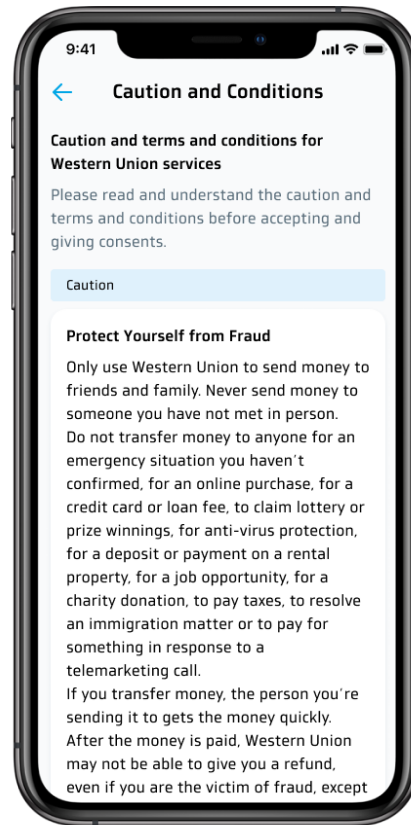 9:41
Caution and Conditions
Caution and terms and conditions for
Western Union services
Please read and understand the caution and
terms and conditions before accepting and
giving consents.
Caution
Protect Yourself from Fraud
Only use Western Union to send money to
friends and family. Never send money to
someone you have not met in person.
Do not transfer money to anyone for an
emergency situation you haven't
confirmed, for an online purchase, for a
credit card or loan fee, to claim lottery or
prize winnings, for anti-virus protection,
for a deposit or payment on a rental
property, for a job opportunity, for a
charity donation, to pay taxes, to resolve
an immigration matter or to pay for
something in response to a
telemarketing call.
If you transfer money, the person you're
sending it to gets the money quickly.
After the money is paid, Western Union
may not be able to give you a refund,
even if you are the victim of fraud, except